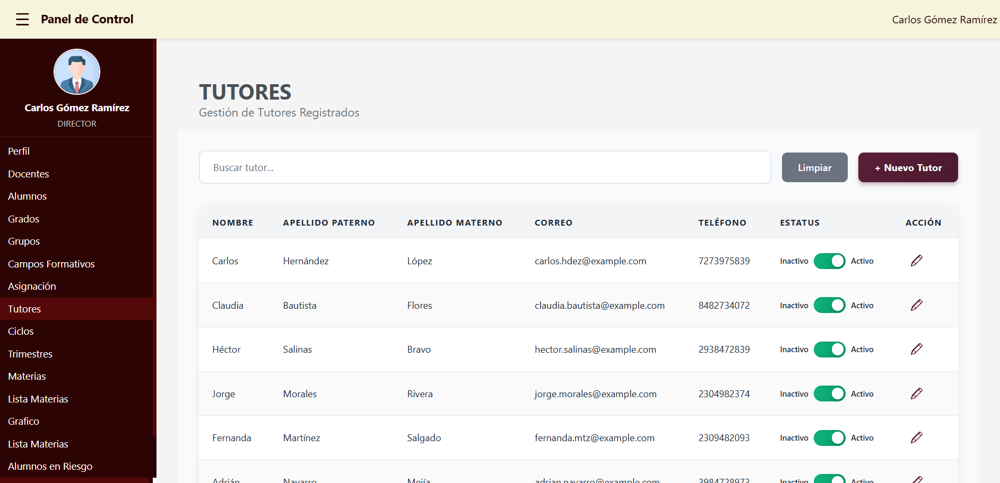 ☰ Panel de Control
Carlos Gómez Ramírez
Carlos Gómez Ramírez
DIRECTOR
Perfil
Docentes
Alumnos
Grados
Grupos
Campos Formativos
Asignación
Tutores
Ciclos
Trimestres
Materias
Lista Materias
Grafico
Lista Materias
Alumnos en Riesgo
TUTORES
Gestión de Tutores Registrados
Buscar tutor...
Limpiar
+ Nuevo Tutor
NOMBRE APELLIDO PATERNO APELLIDO MATERNO CORREO TELÉFONO ESTATUS ACCIÓN
Carlos Hernández López carlos.hdez@example.com 7273975839 Inactivo Activo
Claudia Bautista Flores claudia.bautista@example.com 8482734072 Inactivo Activo
Héctor Salinas Bravo hector.salinas@example.com 2938472839 Inactivo Activo
Jorge Morales Rivera jorge.morales@example.com 2304982374 Inactivo Activo
Fernanda Martínez Salgado fernanda.mtz@example.com 2309482093 Inactivo Activo
Adrián Navarro Mejía adrian.navarro@example.com 3984728973 Inactivo Activo